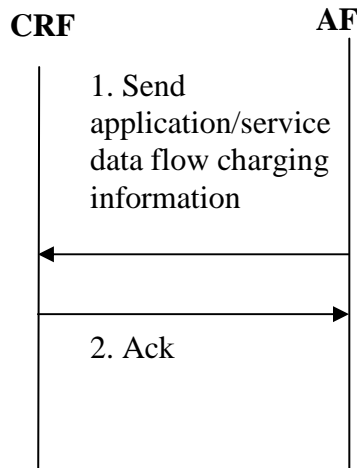 CRF
AF
1. Send
application/service
data flow charging
information
2. Ack